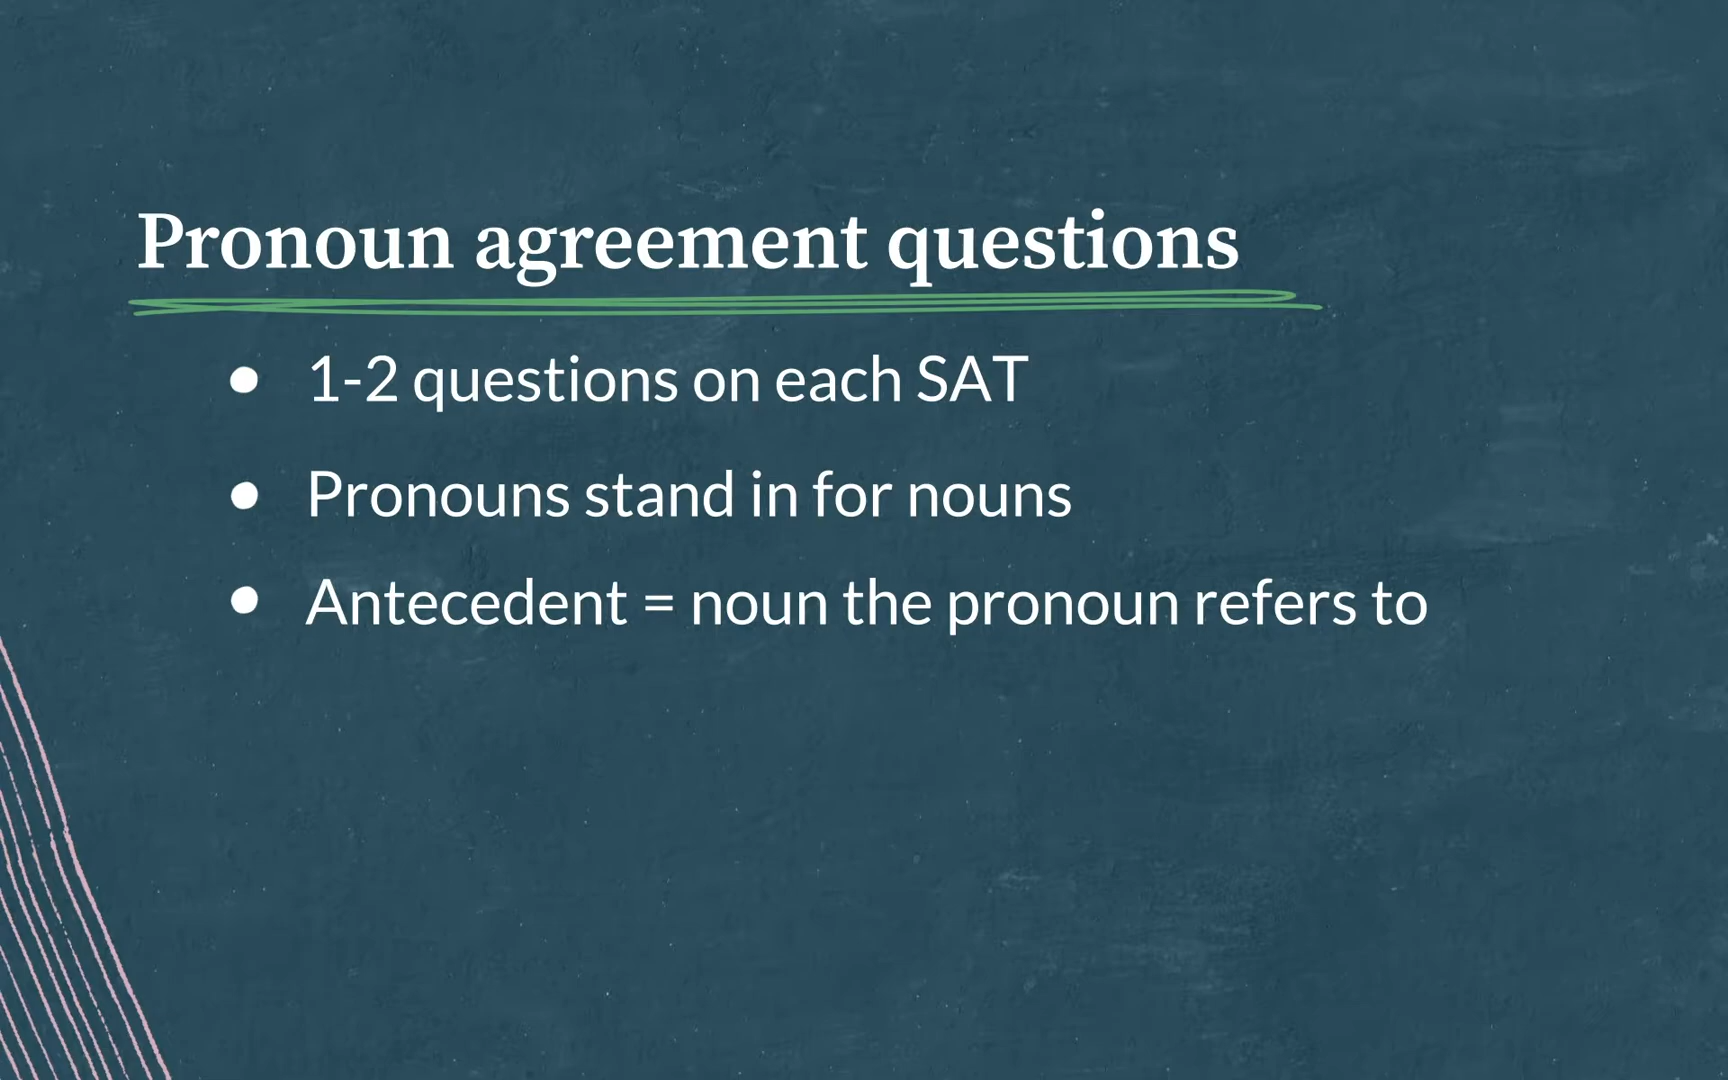 Pronoun agreement questions
● 1-2 questions on each SAT
● Pronouns stand in for nouns
● Antecedent = noun the pronoun refers to